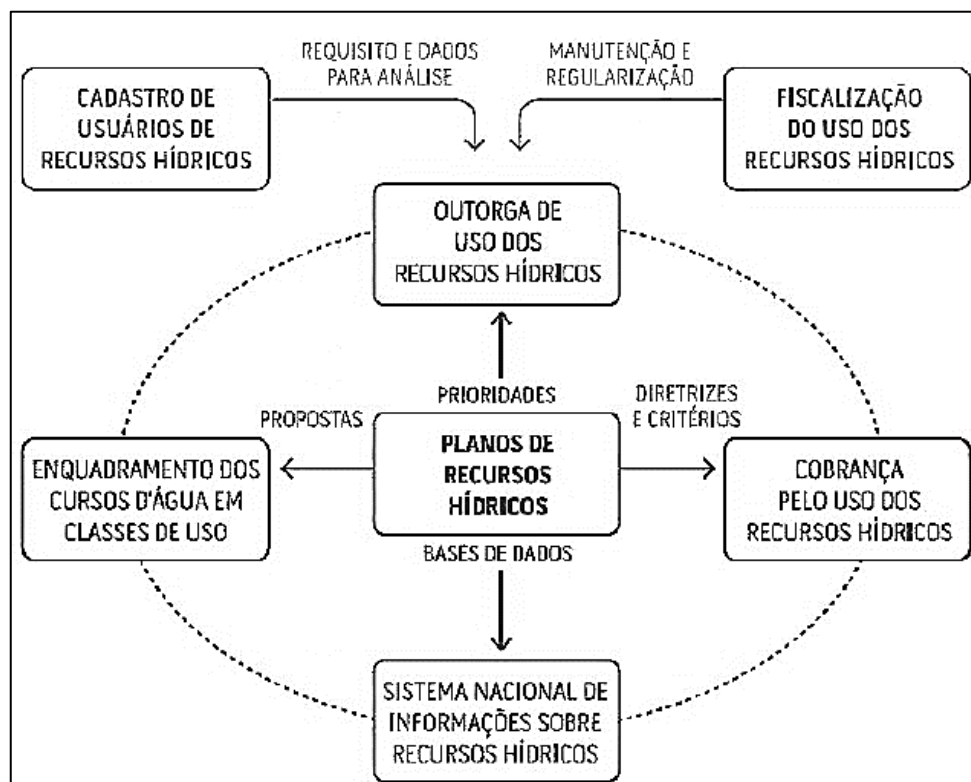 REQUISITO E DADOS
PARA ANÁLISE
MANUTENÇÃO E
REGULARIZAÇÃO
CADASTRO DE
USUÁRIOS DE
RECURSOS HÍDRICOS
FISCALIZAÇÃO
DO USO DOS
RECURSOS HÍDRICOS
OUTORGA DE
USO DOS
RECURSOS HÍDRICOS
PRIORIDADES
PROPOSTAS
DIRETRIZES
E CRITÉRIOS
ENQUADRAMENTO DOS
CURSOS D'ÁGUA EM
CLASSES DE USO
PLANOS DE
RECURSOS
HÍDRICOS
COBRANÇA
PELO USO DOS
RECURSOS HÍDRICOS
BASES DE DADOS
SISTEMA NACIONAL DE
INFORMAÇÕES SOBRE
RECURSOS HÍDRICOS